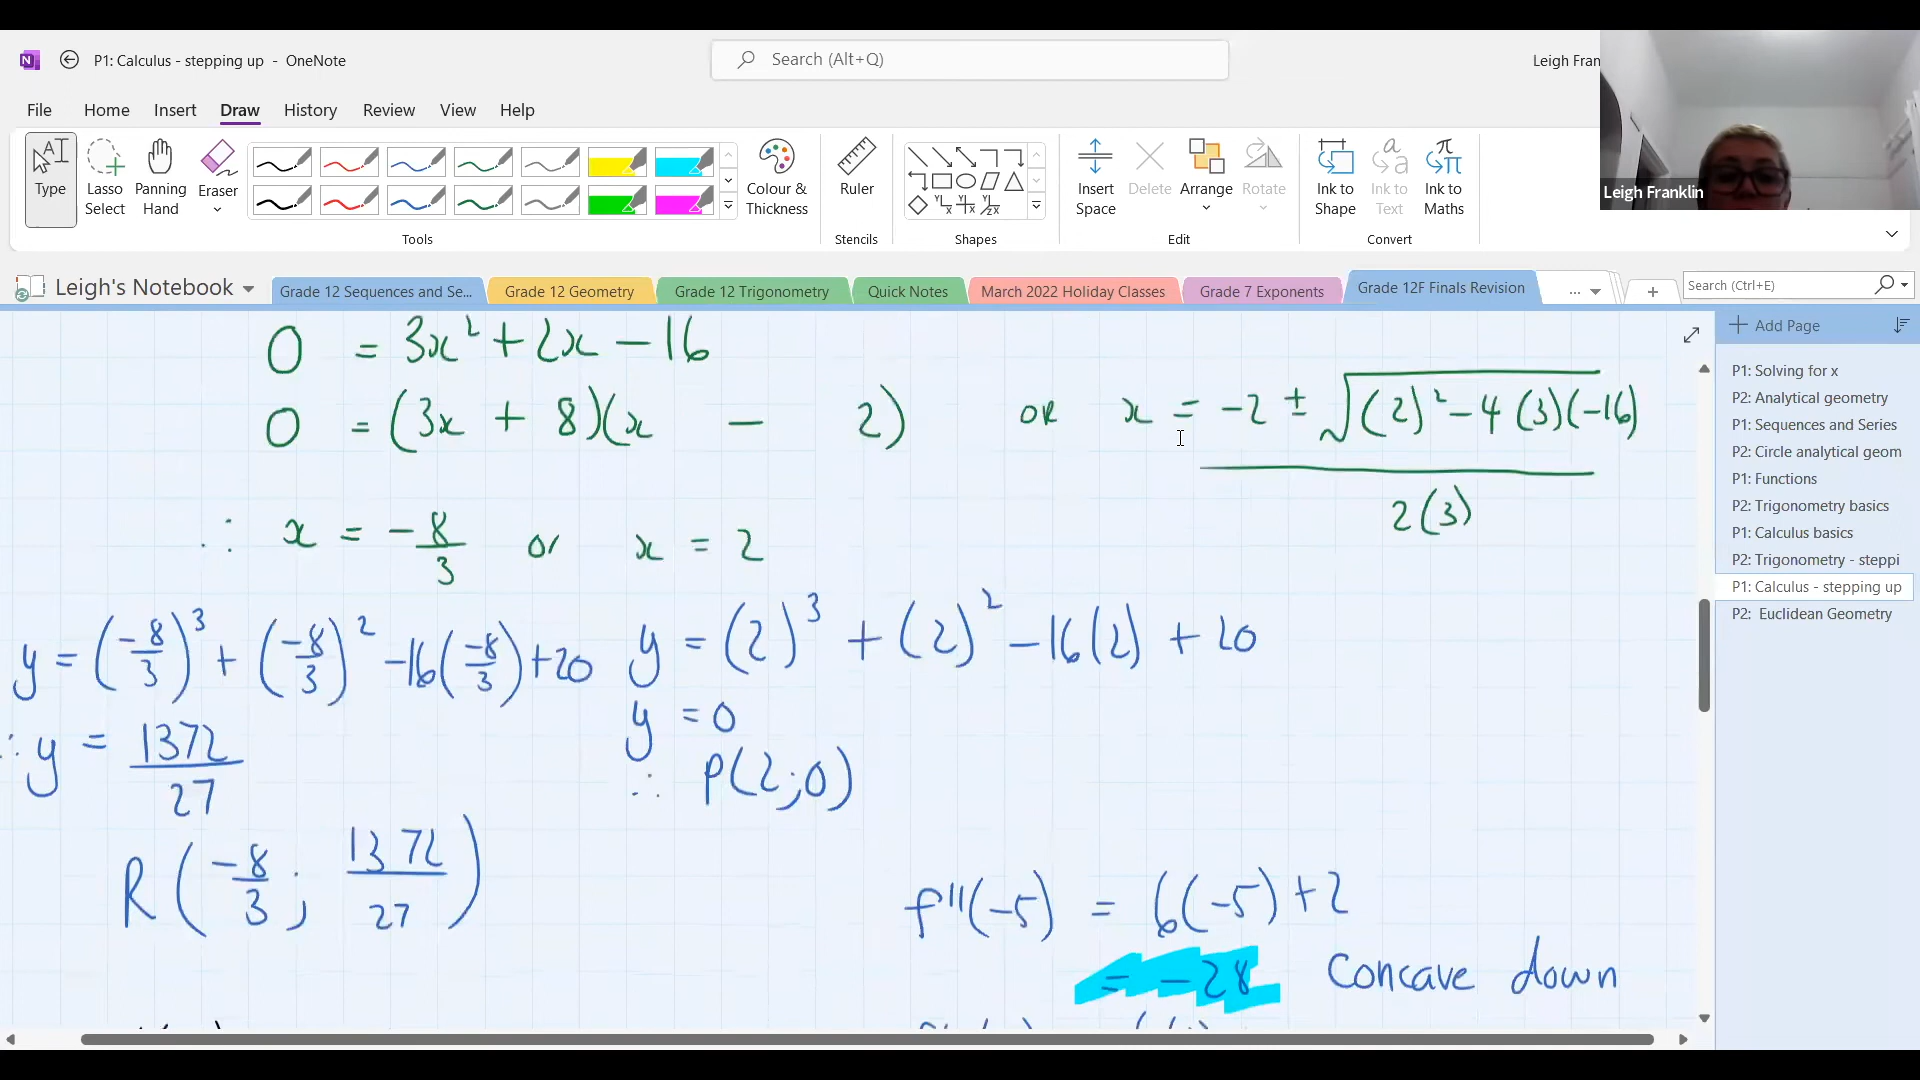 P1: Calculus - stepping up - OneNote
Search (Alt+Q)
Leigh Fran
File Home Insert Draw History Review View Help
Type
Lasso Select
Panning Hand
Eraser
Colour & Thickness
Ruler
Insert Space
Delete
Arrange
Rotate
Ink to Shape
Ink to Text
Ink to Maths
Leigh Franklin
Tools Stencils Shapes Edit Convert
Leigh's Notebook
Grade 12 Sequences and Se...
Grade 12 Geometry
Grade 12 Trigonometry
Quick Notes
March 2022 Holiday Classes
Grade 7 Exponents
Grade 12F Finals Revision
...
Search (Ctrl+E)
Add Page
P1: Solving for x
P2: Analytical geometry
P1: Sequences and Series
P2: Circle analytical geom
P1: Functions
P2: Trigonometry basics
P1: Calculus basics
P2: Trigonometry - steppi
P1: Calculus - stepping up
P2: Euclidean Geometry
0 = 3x² + 2x - 16
0 = (3x + 8)(x - 2) or x = -2 ± √(2)² - 4(3)(-16)
2(3)
∴ x = -8/3 or x = 2
y = (-8/3)³ + (-8/3)² - 16(-8/3) + 20 y = (2)³ + (2)² - 16(2) + 20
∴ y = 1372/27 y = 0
∴ P(2;0)
R(-8/3; 1372/27)
f''(-5) = 6(-5) + 2
= -28 Concave down